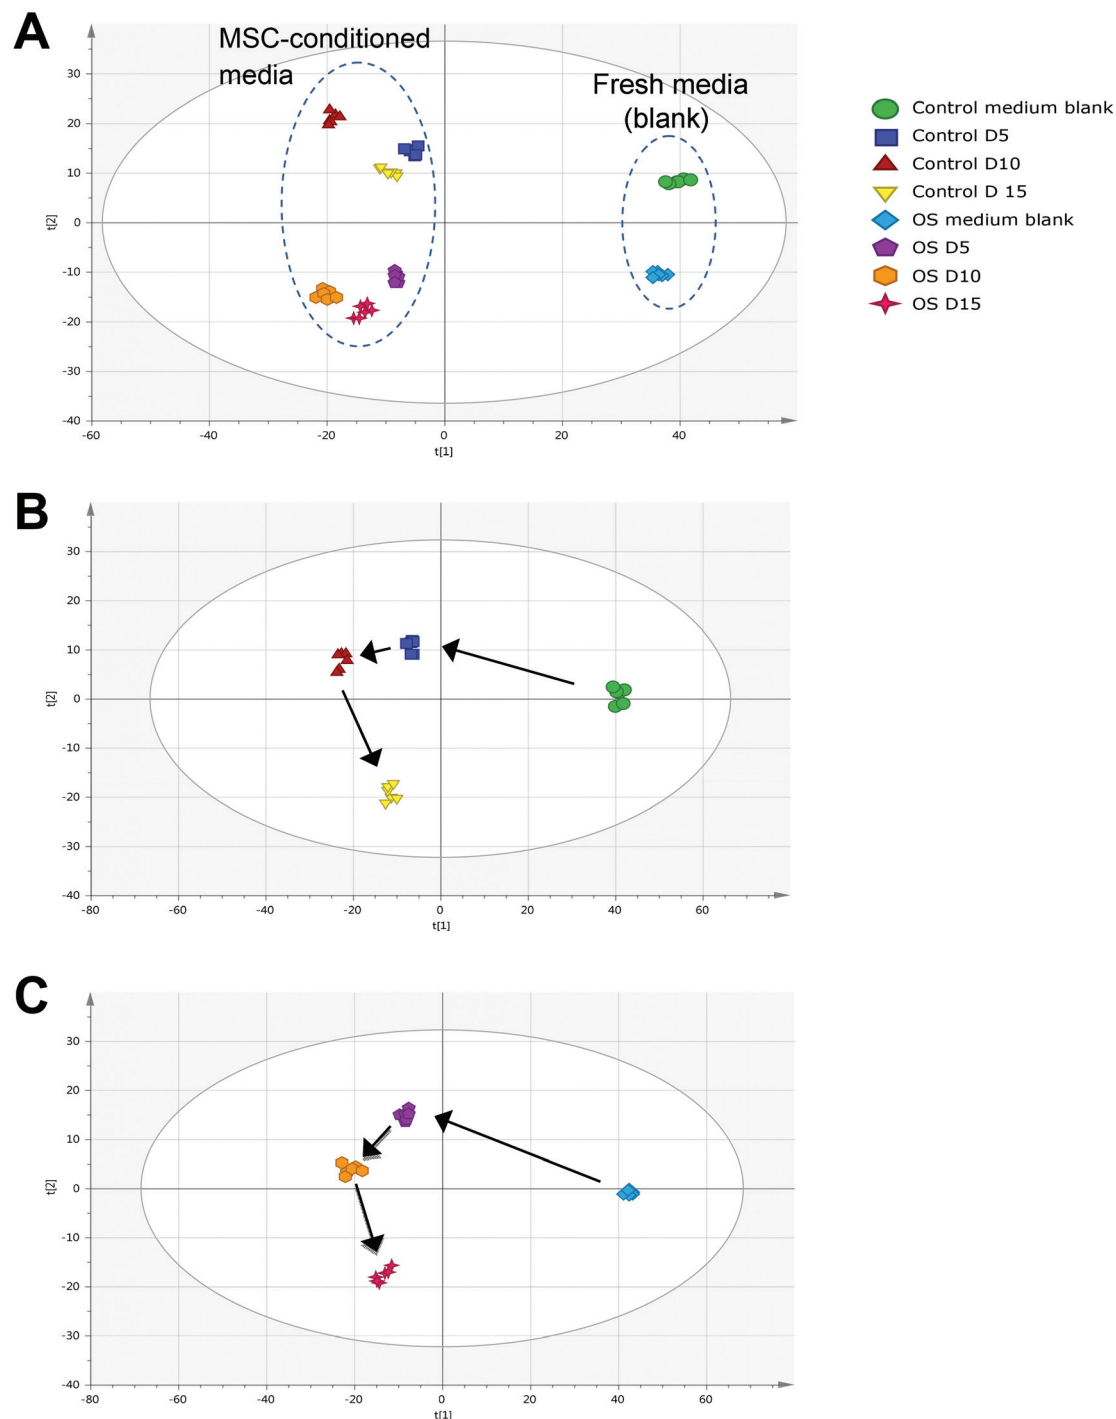 A
MSC-conditioned
media
Fresh media
(blank)
Control medium blank
Control D5
Control D10
Control D 15
OS medium blank
OS D5
OS D10
OS D15
30
20
10
0
-10
-20
-30
-40
t[2]
-60
-40
-20
0
20
40
t[1]
B
30
20
10
0
-10
-20
-30
-40
t[2]
-80
-60
-40
-20
0
20
40
60
t[1]
C
30
20
10
0
-10
-20
-30
-40
t[2]
-80
-60
-40
-20
0
20
40
60
t[1]